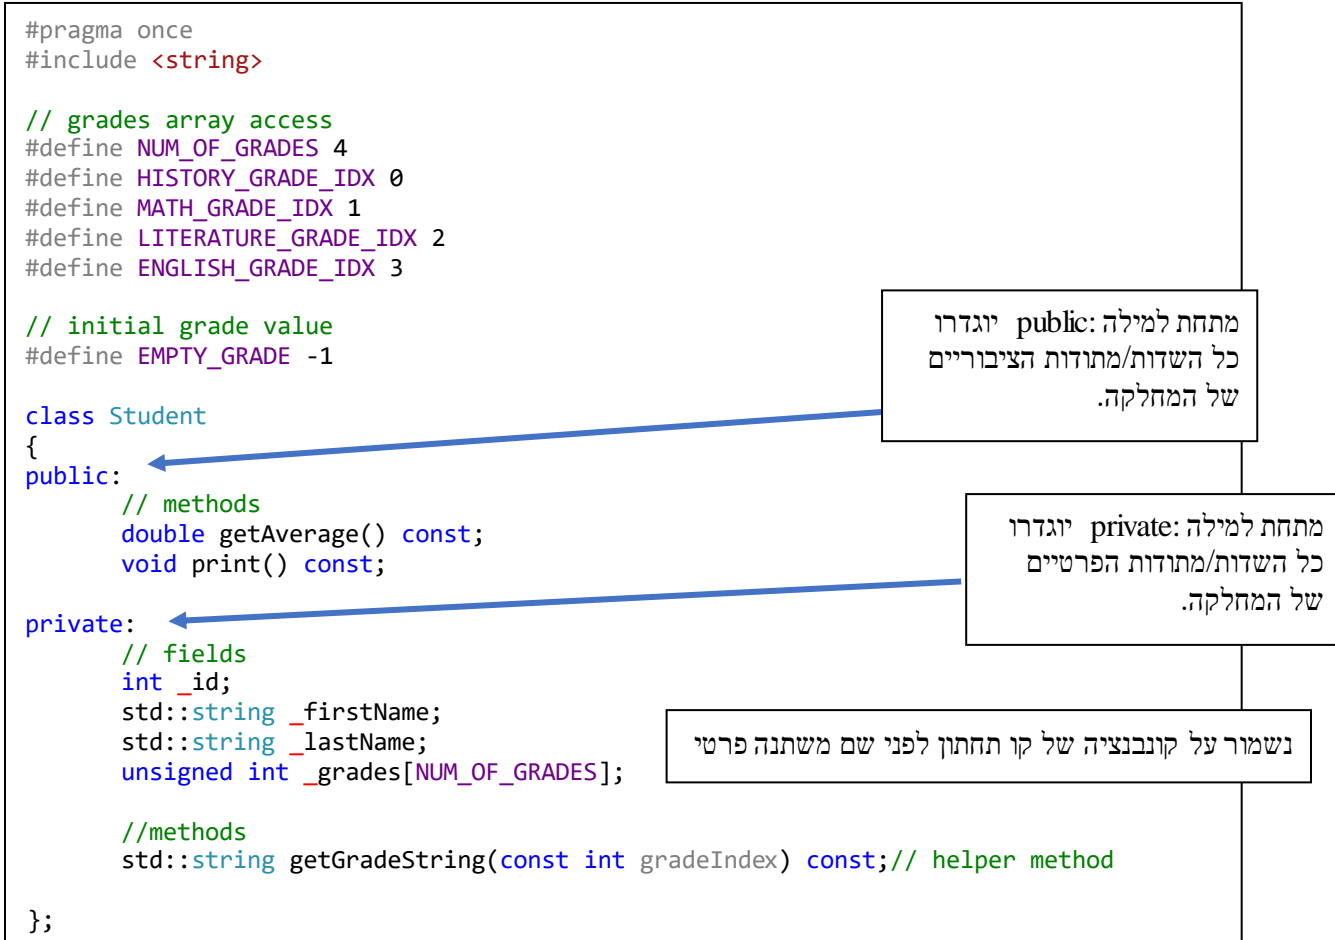 #pragma once
#include <string>
// grades array access
#define NUM_OF_GRADES 4
#define HISTORY_GRADE_IDX 0
#define MATH_GRADE_IDX 1
#define LITERATURE_GRADE_IDX 2
#define ENGLISH_GRADE_IDX 3
// initial grade value
#define EMPTY_GRADE -1
class Student
{
public:
// methods
double getAverage() const;
void print() const;
private:
// fields
int _id;
std::string _firstName;
std::string _lastName;
unsigned int _grades[NUM_OF_GRADES];
//methods
std::string getGradeString(const int gradeIndex) const;// helper method
};
מתחת למילה public: יוגדרו
כל השדות/מתודות הציבוריים
של המחלקה.
מתחת למילה private: יוגדרו
כל השדות/מתודות הפרטיים
של המחלקה.
נשמור על קונבנציה של קו תחתון לפני שם משתנה פרטי